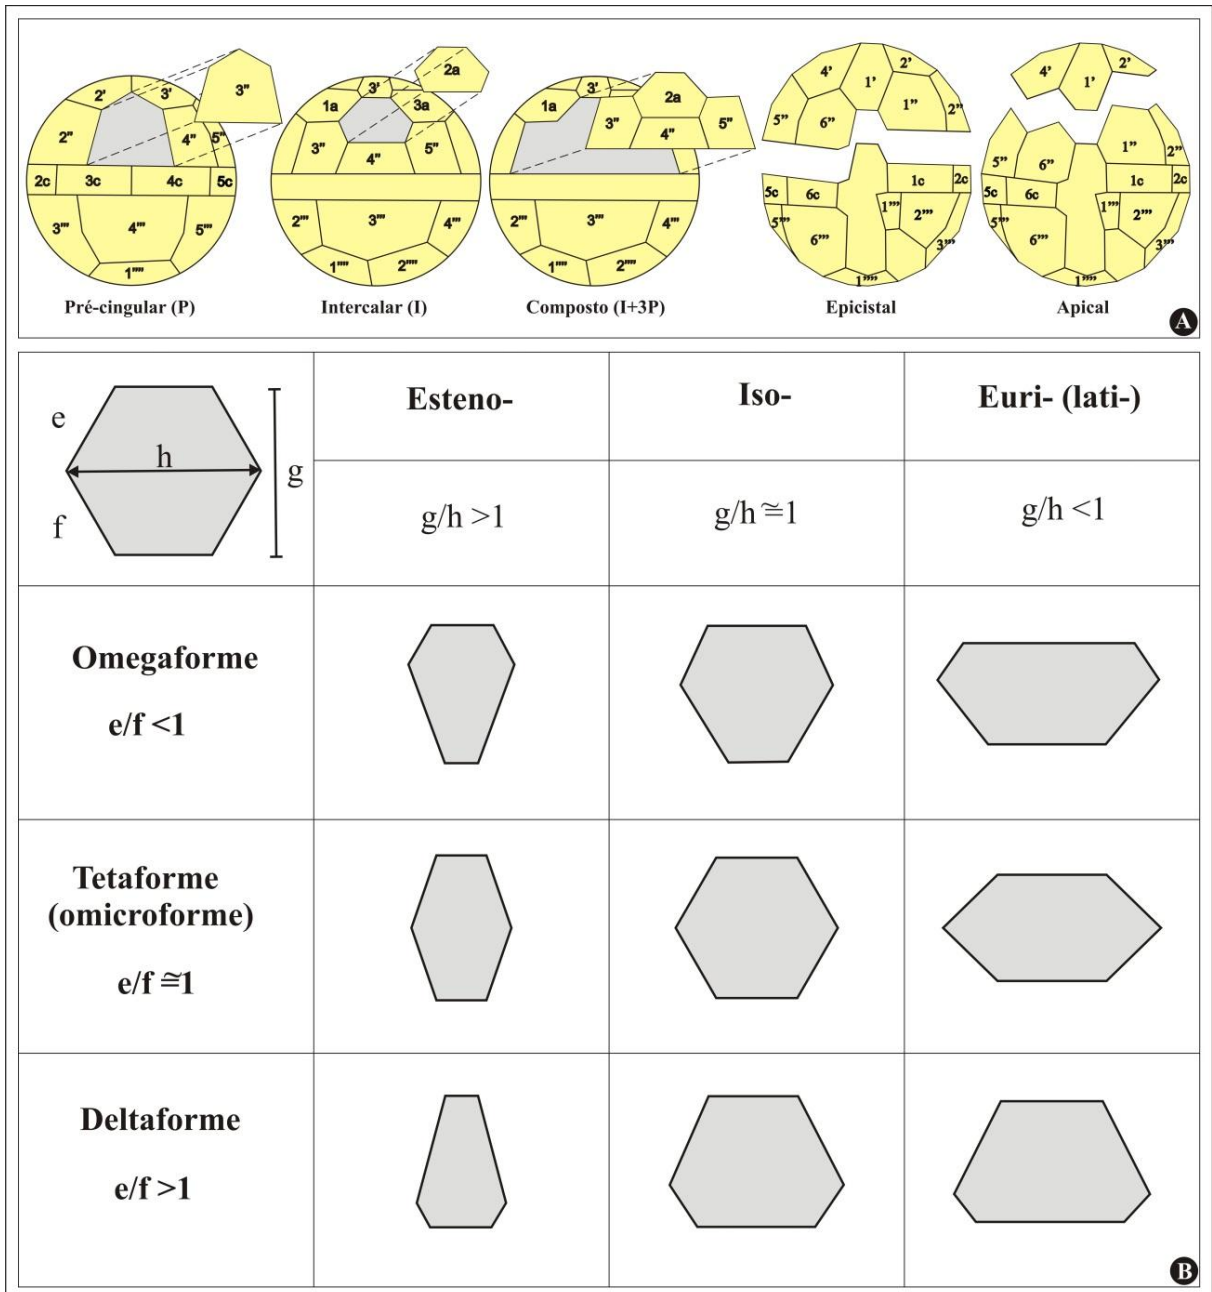 2' 3' 3"
2" 4" 5"
2c 3c 4c 5c
3''' 4''' 5'''
1''''
Pré-cingular (P)
3' 2a
1a 3a
3" 4" 5"
2''' 3''' 4'''
1'''' 2''''
Intercalar (I)
3' 2a
1a 3" 4" 5"
2''' 3''' 4'''
1'''' 2''''
Composto (I+3P)
4' 1' 2'
5" 6" 1" 2"
5c 6c 1c 2c
5''' 6''' 1''' 2''' 3'''
1''''
Epicistal
4' 1' 2'
5" 6" 1" 2"
5c 6c 1c 2c
5''' 6''' 1''' 2''' 3'''
1''''
Apical
A
e
h
g
f
Esteno-
Iso-
Euri- (lati-)
g/h >1
g/h ≅1
g/h <1
Omegaforme
e/f <1
Tetaforme
(omicroforme)
e/f ≅1
Deltaforme
e/f >1
B